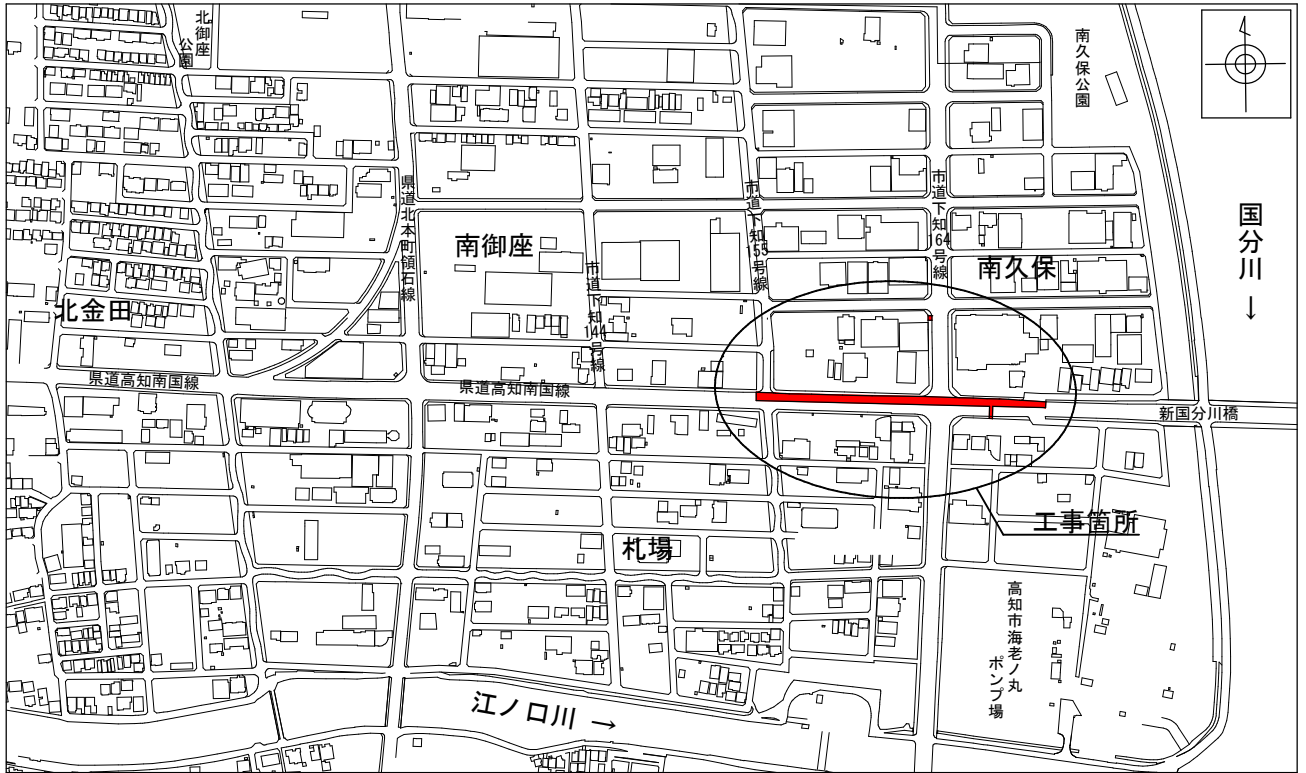 北御座
公園
南久保公園
国分川 ↓
県道北本町領石線
市道下知155号線
市道下知164号線
南御座
南久保
市道下知144号線
北金田
県道高知南国線
県道高知南国線
新国分川橋
工事箇所
札場
高知市海老ノ丸
ポンプ場
江ノ口川 →